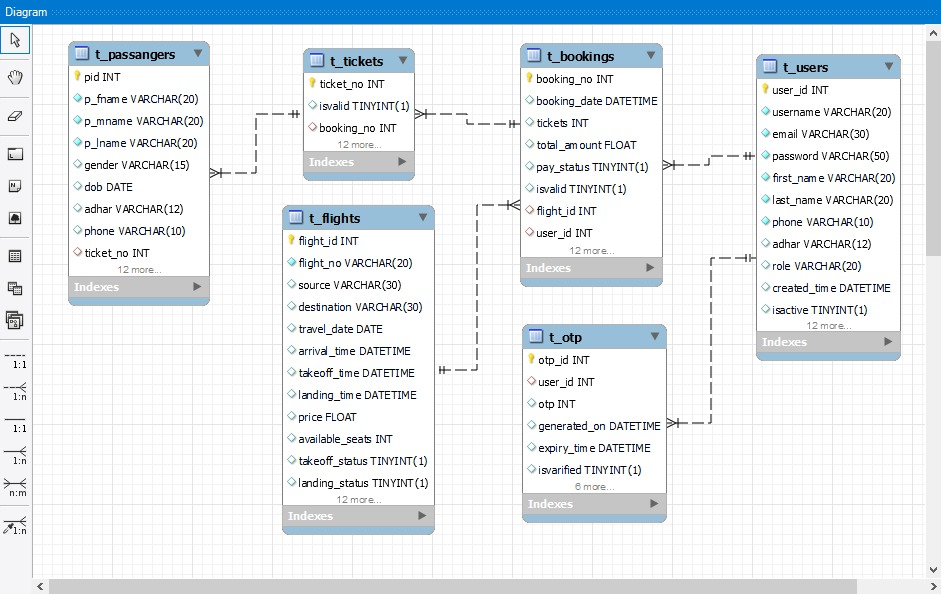 Diagram
t_passangers
pid INT
p_fname VARCHAR(20)
p_mname VARCHAR(20)
p_lname VARCHAR(20)
gender VARCHAR(15)
dob DATE
adhar VARCHAR(12)
phone VARCHAR(10)
ticket_no INT
12 more...
Indexes
t_tickets
ticket_no INT
isvalid TINYINT(1)
booking_no INT
12 more...
Indexes
t_flights
flight_id INT
flight_no VARCHAR(20)
source VARCHAR(30)
destination VARCHAR(30)
travel_date DATE
arrival_time DATETIME
takeoff_time DATETIME
landing_time DATETIME
price FLOAT
available_seats INT
takeoff_status TINYINT(1)
landing_status TINYINT(1)
12 more...
Indexes
t_bookings
booking_no INT
booking_date DATETIME
tickets INT
total_amount FLOAT
pay_status TINYINT(1)
isvalid TINYINT(1)
flight_id INT
user_id INT
12 more...
Indexes
t_otp
otp_id INT
user_id INT
otp INT
generated_on DATETIME
expiry_time DATETIME
isvarified TINYINT(1)
6 more...
Indexes
t_users
user_id INT
username VARCHAR(20)
email VARCHAR(30)
password VARCHAR(50)
first_name VARCHAR(20)
last_name VARCHAR(20)
phone VARCHAR(10)
adhar VARCHAR(12)
role VARCHAR(20)
created_time DATETIME
isactive TINYINT(1)
12 more...
Indexes
1:1
1:n
1:1
1:n
n:m
1:n